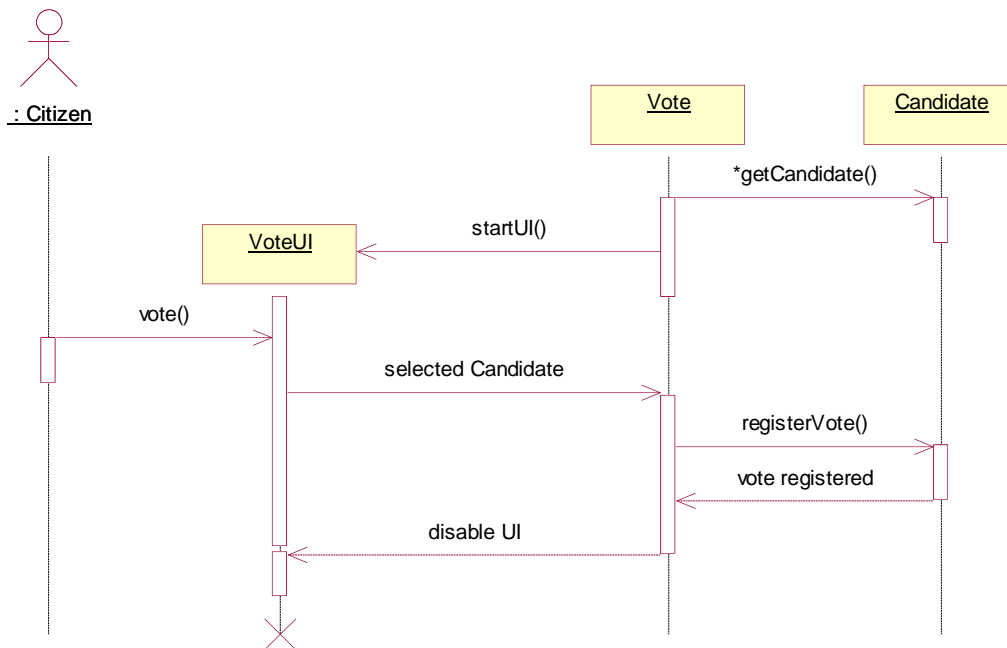 : Citizen
Vote
Candidate
*getCandidate()
startUI()
VoteUI
vote()
selected Candidate
registerVote()
vote registered
disable UI